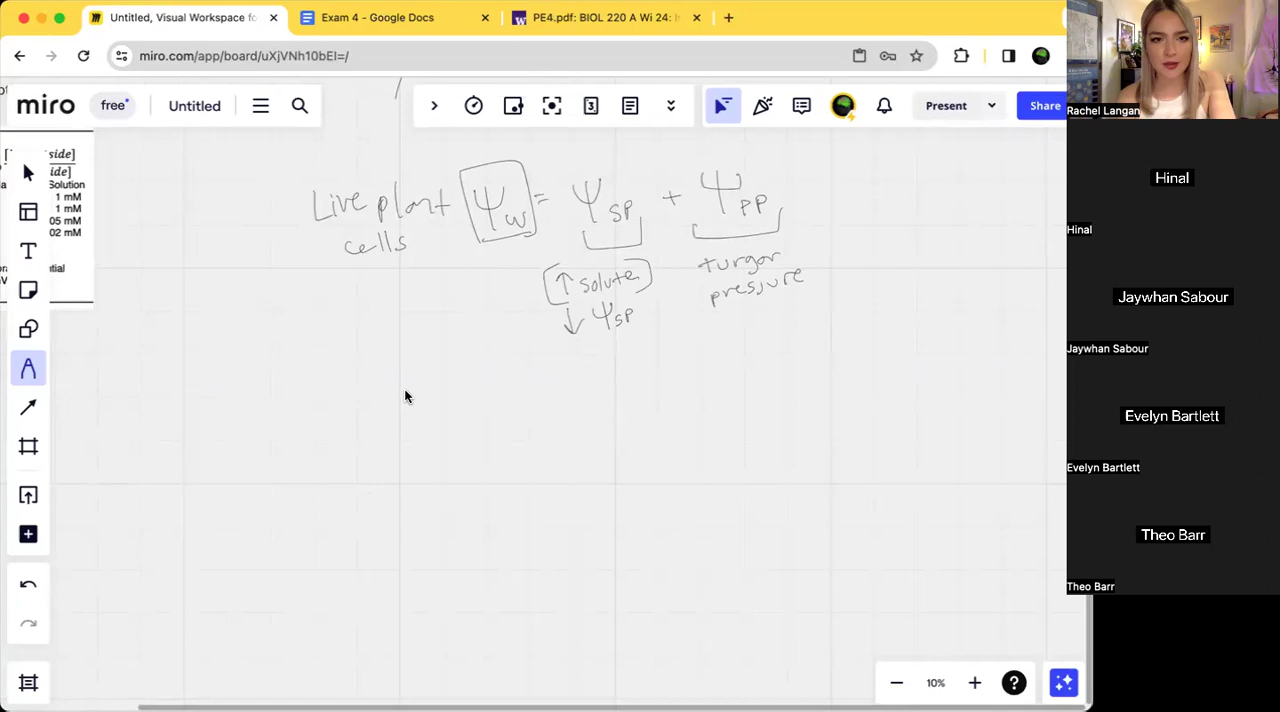 Untitled, Visual Workspace fo
Exam 4 - Google Docs
PE4.pdf: BIOL 220 A Wi 24: I
miro.com/app/board/uXjVNh10bEI=/
miro
free
Untitled
3
Present
Share
Rachel Langan
of
side]
ide]
Solution
1 mM
1 mM
05 mM
02 mM
ntial
Live plant Ψw = ΨSP + ΨPP
cells
[↑ solute]
↓ ΨSP
turgor
pressure
Hinal
Hinal
Jaywhan Sabour
Jaywhan Sabour
Evelyn Bartlett
Evelyn Bartlett
Theo Barr
Theo Barr
10%